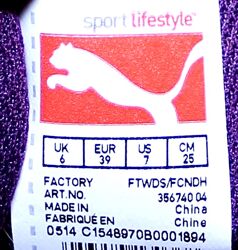 sport lifestyle™
UK EUR US CM
6 39 7 25
FACTORY FTWDS/FCNDH
ART.NO. 356740 04
MADE IN China
FABRIQUÉ EN Chine
0514 C1548970B0001894